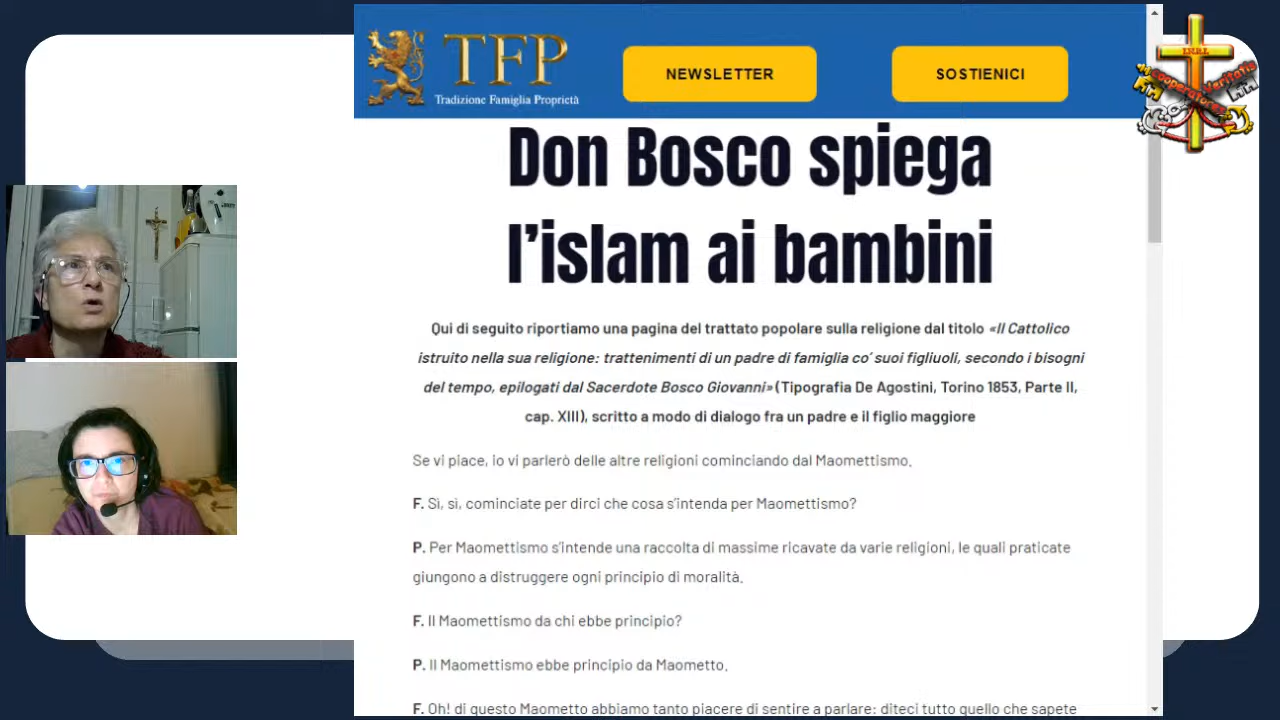 TFP
Tradizione Famiglia Proprietà
NEWSLETTER
SOSTIENICI
I.N.R.I.
Cooperatores Veritatis
Don Bosco spiega
l’islam ai bambini
Qui di seguito riportiamo una pagina del trattato popolare sulla religione dal titolo «Il Cattolico
istruito nella sua religione: trattenimenti di un padre di famiglia co’ suoi figliuoli, secondo i bisogni
del tempo, epilogati dal Sacerdote Bosco Giovanni» (Tipografia De Agostini, Torino 1853, Parte II,
cap. XIII), scritto a modo di dialogo fra un padre e il figlio maggiore
Se vi piace, io vi parlerò delle altre religioni cominciando dal Maomettismo.
F. Sì, sì, cominciate per dirci che cosa s’intenda per Maomettismo?
P. Per Maomettismo s’intende una raccolta di massime ricavate da varie religioni, le quali praticate
giungono a distruggere ogni principio di moralità.
F. Il Maomettismo da chi ebbe principio?
P. Il Maomettismo ebbe principio da Maometto.
F. Oh! di questo Maometto abbiamo tanto piacere di sentire a parlare: diteci tutto quello che sapete